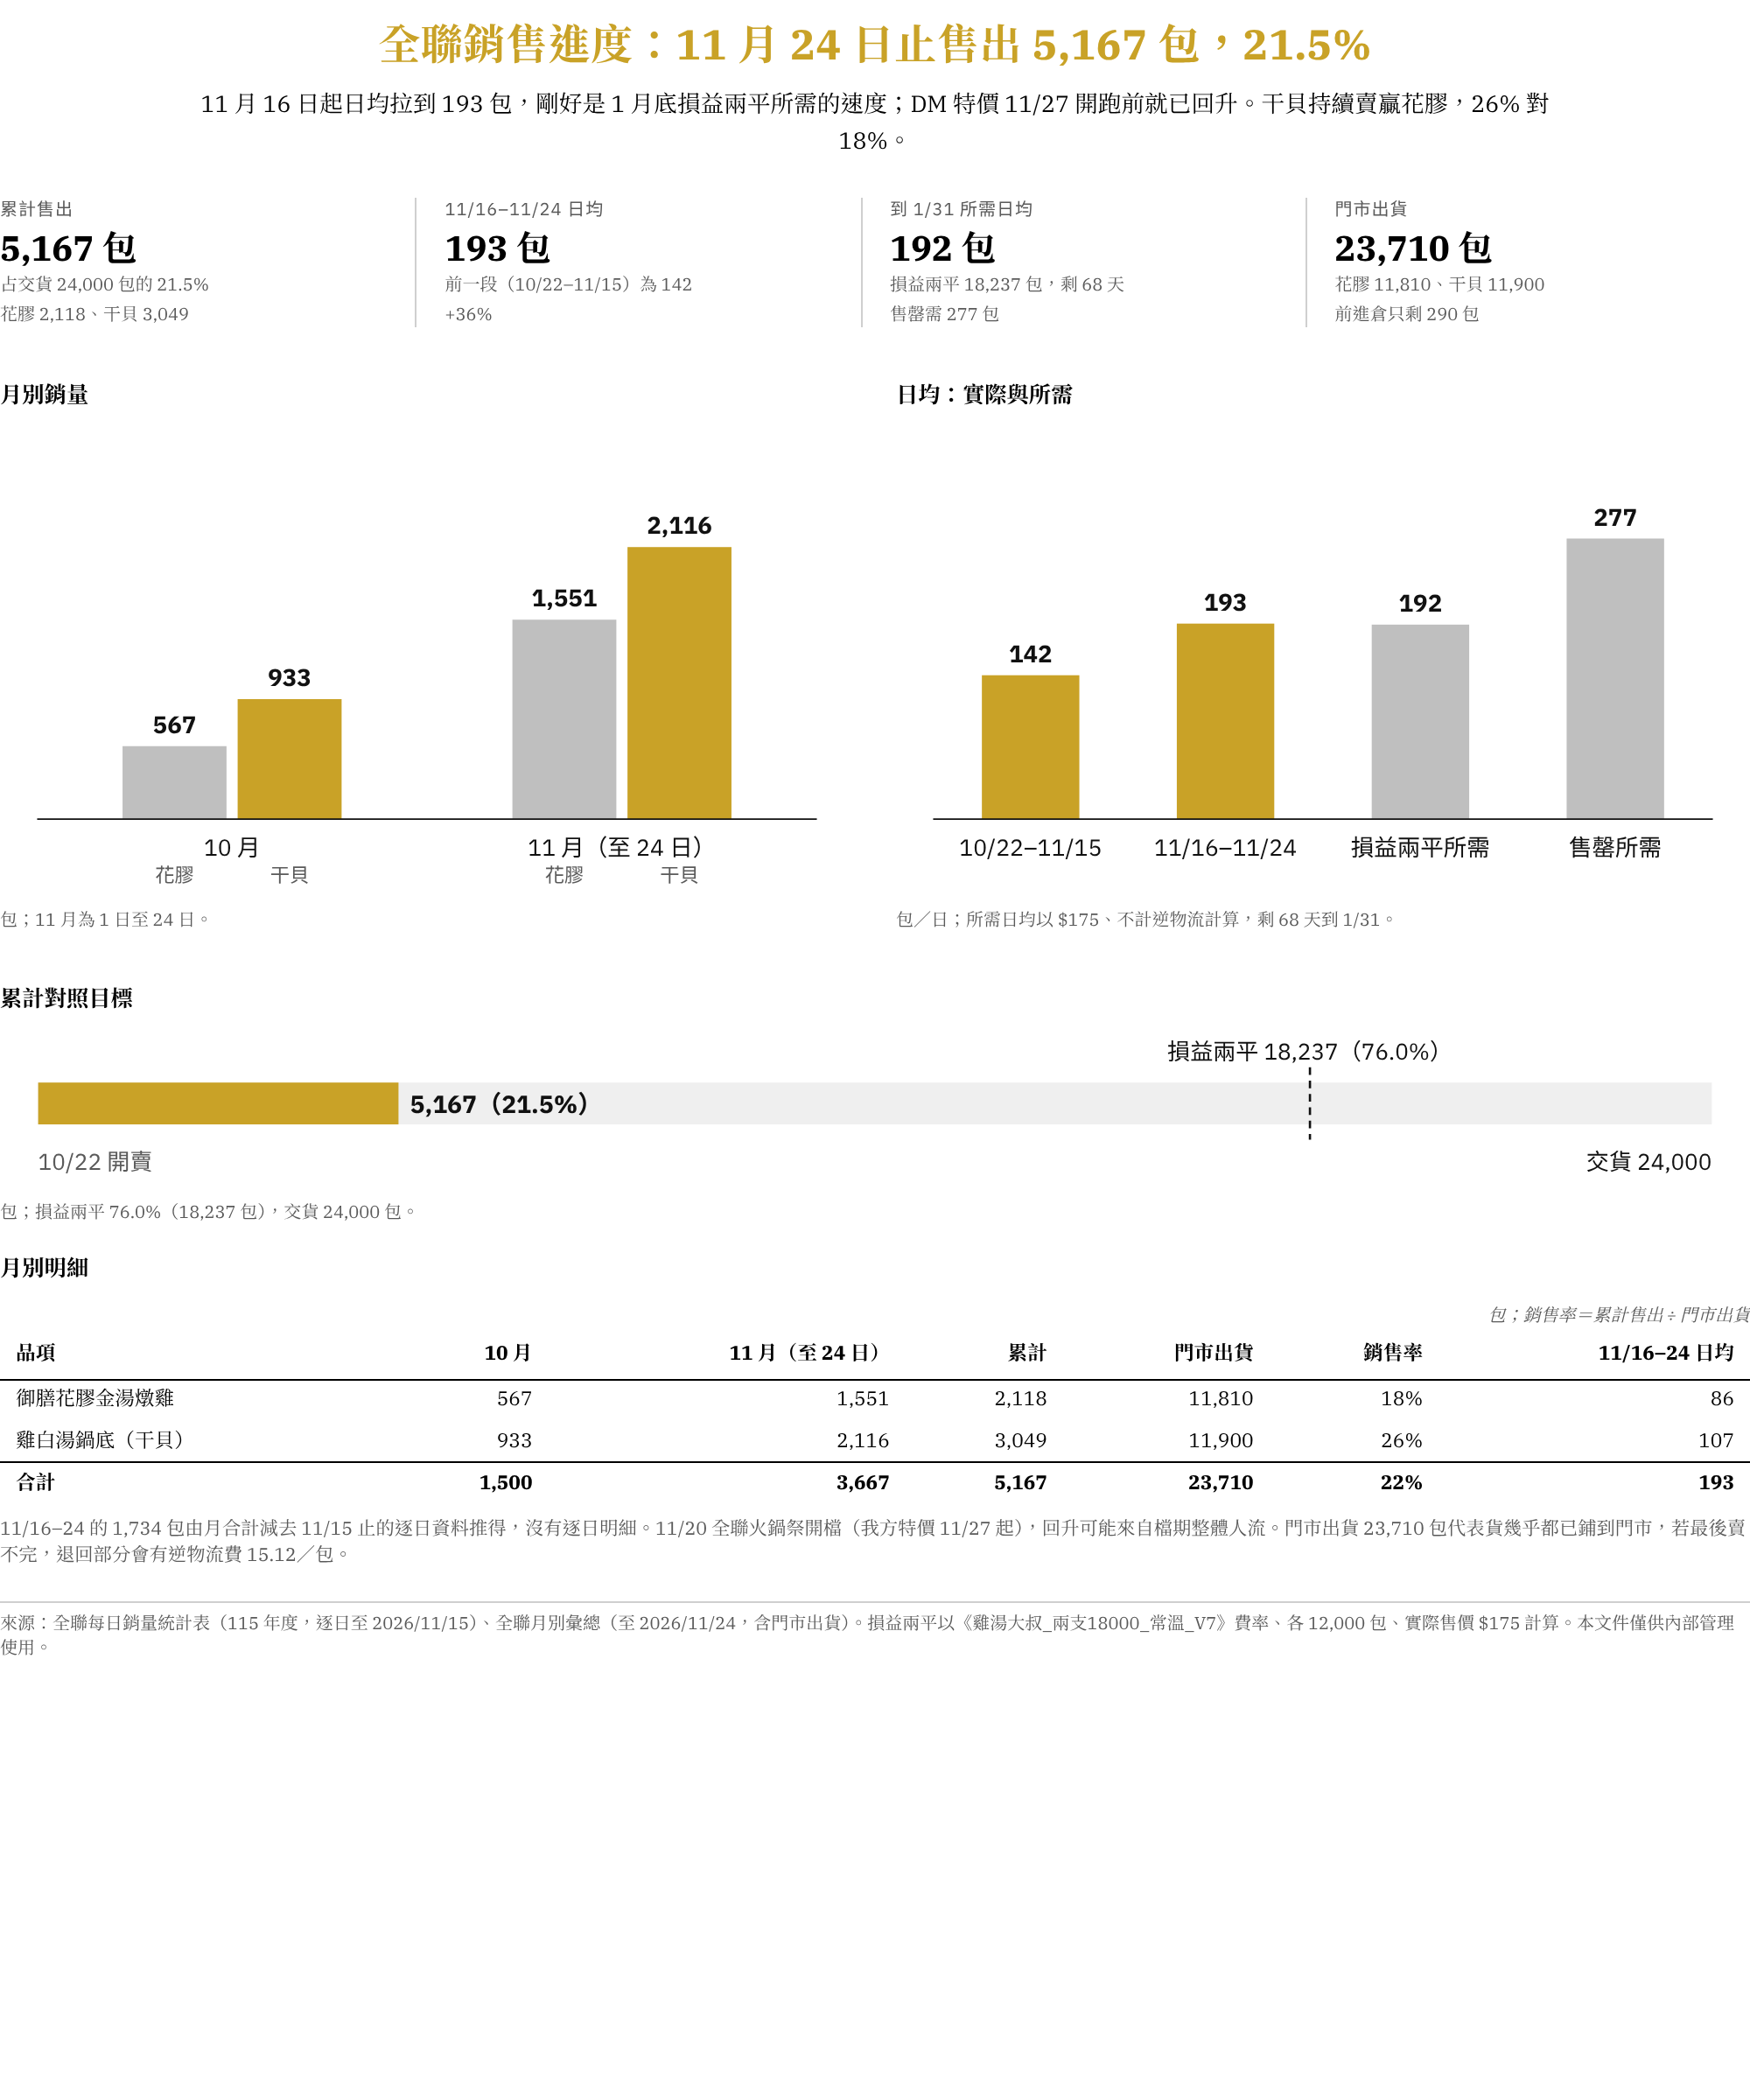 全聯銷售進度：11 月 24 日止售出 5,167 包，21.5%
11 月 16 日起日均拉到 193 包，剛好是 1 月底損益兩平所需的速度；DM 特價 11/27 開跑前就已回升。干貝持續賣贏花膠，26% 對
18%。
累計售出
5,167 包
占交貨 24,000 包的 21.5%
花膠 2,118、干貝 3,049
11/16–11/24 日均
193 包
前一段（10/22–11/15）為 142
+36%
到 1/31 所需日均
192 包
損益兩平 18,237 包，剩 68 天
售罄需 277 包
門市出貨
23,710 包
花膠 11,810、干貝 11,900
前進倉只剩 290 包
月別銷量
567
933
1,551
2,116
10 月
11 月（至 24 日）
花膠
干貝
花膠
干貝
包；11 月為 1 日至 24 日。
日均：實際與所需
142
193
192
277
10/22–11/15
11/16–11/24
損益兩平所需
售罄所需
包／日；所需日均以 $175、不計逆物流計算，剩 68 天到 1/31。
累計對照目標
損益兩平 18,237（76.0%）
5,167（21.5%）
10/22 開賣
交貨 24,000
包；損益兩平 76.0%（18,237 包），交貨 24,000 包。
月別明細
包；銷售率＝累計售出 ÷ 門市出貨
品項 10 月 11 月（至 24 日） 累計 門市出貨 銷售率 11/16–24 日均
御膳花膠金湯燉雞 567 1,551 2,118 11,810 18% 86
雞白湯鍋底（干貝） 933 2,116 3,049 11,900 26% 107
合計 1,500 3,667 5,167 23,710 22% 193
11/16–24 的 1,734 包由月合計減去 11/15 止的逐日資料推得，沒有逐日明細。11/20 全聯火鍋祭開檔（我方特價 11/27 起），回升可能來自檔期整體人流。門市出貨 23,710 包代表貨幾乎都已鋪到門市，若最後賣
不完，退回部分會有逆物流費 15.12／包。
來源：全聯每日銷量統計表（115 年度，逐日至 2026/11/15）、全聯月別彙總（至 2026/11/24，含門市出貨）。損益兩平以《雞湯大叔_兩支18000_常溫_V7》費率、各 12,000 包、實際售價 $175 計算。本文件僅供內部管理
使用。